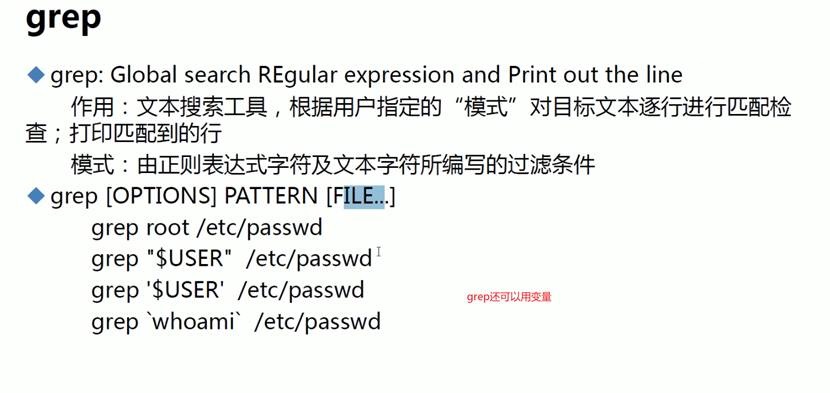 grep
grep: Global search REgular expression and Print out the line
作用：文本搜索工具，根据用户指定的“模式”对目标文本逐行进行匹配检
查；打印匹配到的行
模式：由正则表达式字符及文本字符所编写的过滤条件
grep [OPTIONS] PATTERN [FILE...]
grep root /etc/passwd
grep "$USER" /etc/passwd
grep '$USER' /etc/passwd
grep还可以用变量
grep `whoami` /etc/passwd